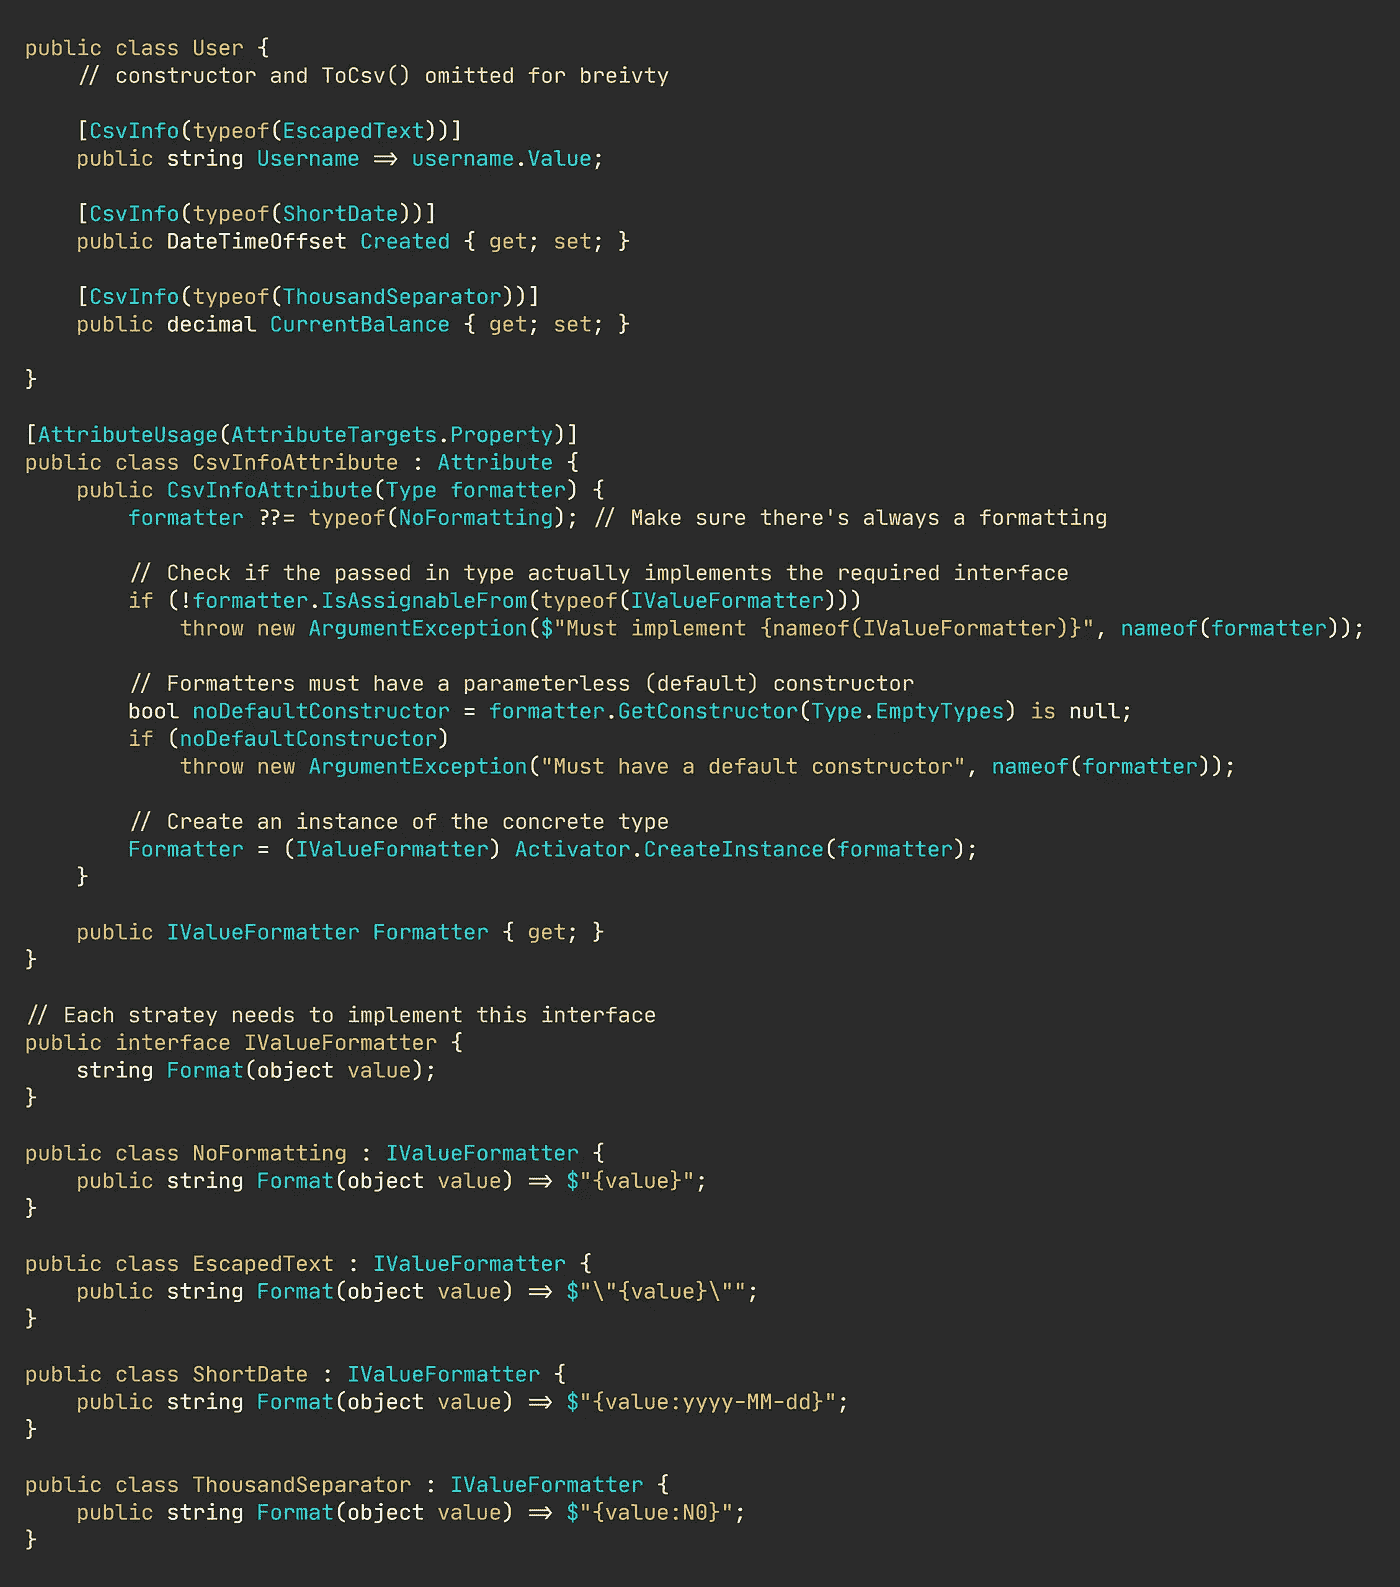 public class User {
    // constructor and ToCsv() omitted for breivty
    [CsvInfo(typeof(EscapedText))]
    public string Username => username.Value;
    [CsvInfo(typeof(ShortDate))]
    public DateTimeOffset Created { get; set; }
    [CsvInfo(typeof(ThousandSeparator))]
    public decimal CurrentBalance { get; set; }
}
[AttributeUsage(AttributeTargets.Property)]
public class CsvInfoAttribute : Attribute {
    public CsvInfoAttribute(Type formatter) {
        formatter ??= typeof(NoFormatting); // Make sure there's always a formatting
        // Check if the passed in type actually implements the required interface
        if (!formatter.IsAssignableFrom(typeof(IValueFormatter)))
            throw new ArgumentException($"Must implement {nameof(IValueFormatter)}", nameof(formatter));
        // Formatters must have a parameterless (default) constructor
        bool noDefaultConstructor = formatter.GetConstructor(Type.EmptyTypes) is null;
        if (noDefaultConstructor)
            throw new ArgumentException("Must have a default constructor", nameof(formatter));
        // Create an instance of the concrete type
        Formatter = (IValueFormatter) Activator.CreateInstance(formatter);
    }
    public IValueFormatter Formatter { get; }
}
// Each stratey needs to implement this interface
public interface IValueFormatter {
    string Format(object value);
}
public class NoFormatting : IValueFormatter {
    public string Format(object value) => $"{value}";
}
public class EscapedText : IValueFormatter {
    public string Format(object value) => $"\"{value}\"";
}
public class ShortDate : IValueFormatter {
    public string Format(object value) => $"{value:yyyy-MM-dd}";
}
public class ThousandSeparator : IValueFormatter {
    public string Format(object value) => $"{value:N0}";
}